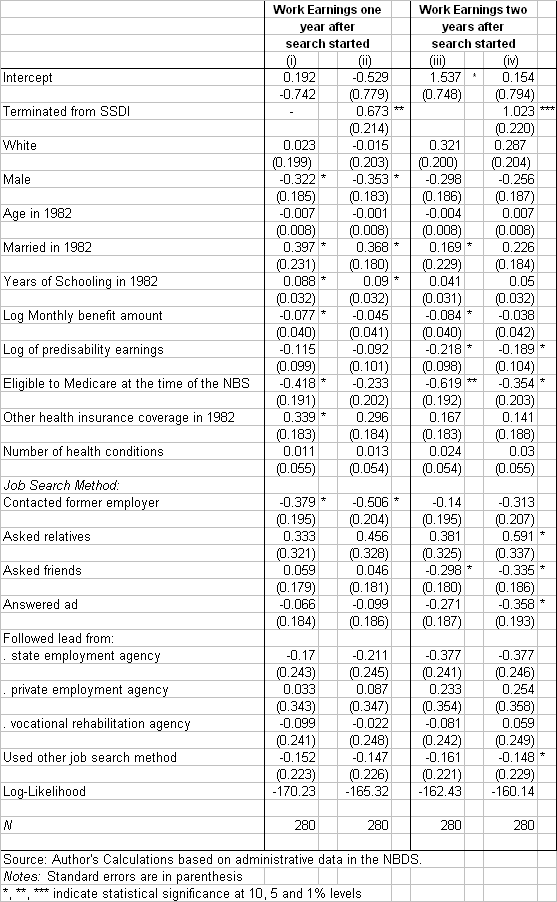 Work Earnings one year after search started Work Earnings two years after search started
(i) (ii) (iii) (iv)
Intercept 0.192 -0.529 1.537 * 0.154
-0.742 (0.779) (0.748) (0.794)
Terminated from SSDI - 0.673 ** 1.023 ***
(0.214) (0.220)
White 0.023 -0.015 0.321 0.287
(0.199) (0.203) (0.200) (0.204)
Male -0.322 * -0.353 * -0.298 -0.256
(0.185) (0.183) (0.186) (0.187)
Age in 1982 -0.007 -0.001 -0.004 0.007
(0.008) (0.008) (0.008) (0.008)
Married in 1982 0.397 * 0.368 * 0.169 * 0.226
(0.231) (0.180) (0.229) (0.184)
Years of Schooling in 1982 0.088 * 0.09 * 0.041 0.05
(0.032) (0.032) (0.031) (0.032)
Log Monthly benefit amount -0.077 * -0.045 -0.084 * -0.038
(0.040) (0.041) (0.040) (0.042)
Log of predisability earnings -0.115 -0.092 -0.218 * -0.189 *
(0.099) (0.101) (0.098) (0.104)
Eligible to Medicare at the time of the NBS -0.418 * -0.233 -0.619 ** -0.354 *
(0.191) (0.202) (0.192) (0.203)
Other health insurance coverage in 1982 0.339 * 0.296 0.167 0.141
(0.183) (0.184) (0.183) (0.188)
Number of health conditions 0.011 0.013 0.024 0.03
(0.055) (0.054) (0.054) (0.055)
Job Search Method:
Contacted former employer -0.379 * -0.506 * -0.14 -0.313
(0.195) (0.204) (0.195) (0.207)
Asked relatives 0.333 0.456 0.381 0.591 *
(0.321) (0.328) (0.325) (0.337)
Asked friends 0.059 0.046 -0.298 * -0.335 *
(0.179) (0.181) (0.180) (0.186)
Answered ad -0.066 -0.099 -0.271 -0.358 *
(0.184) (0.186) (0.187) (0.193)
Followed lead from:
. state employment agency -0.17 -0.211 -0.377 -0.377
(0.243) (0.245) (0.241) (0.246)
. private employment agency 0.033 0.087 0.233 0.254
(0.343) (0.347) (0.354) (0.358)
. vocational rehabilitation agency -0.099 -0.022 -0.081 0.059
(0.241) (0.248) (0.242) (0.249)
Used other job search method -0.152 -0.147 -0.161 -0.148 *
(0.223) (0.226) (0.221) (0.229)
Log-Likelihood -170.23 -165.32 -162.43 -160.14
N 280 280 280 280
Source: Author's Calculations based on administrative data in the NBDS.
Notes: Standard errors are in parenthesis
*, **, *** indicate statistical significance at 10, 5 and 1% levels